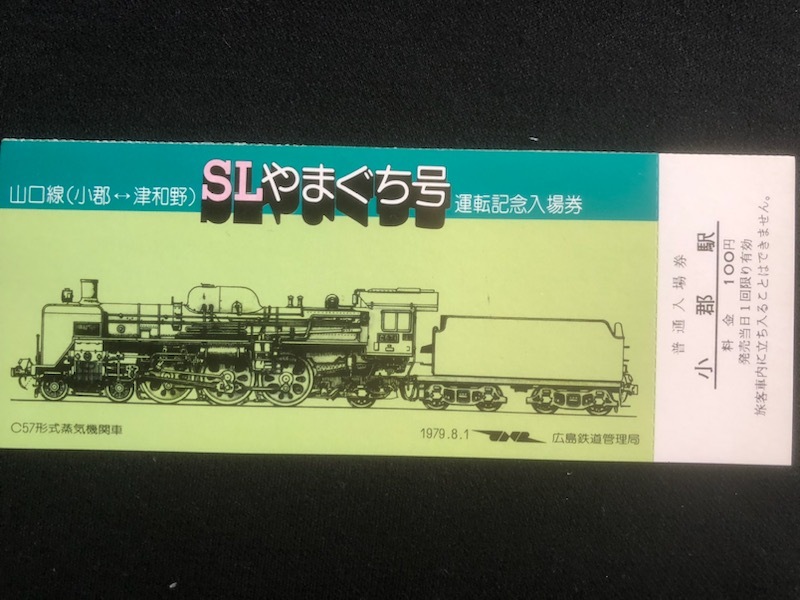 山口線(小郡↔津和野) SLやまぐち号 運転記念入場券
C57形式蒸気機関車
1979.8.1 JNR 広島鉄道管理局
普通入場券
小郡駅
料金 100円
発売当日1回限り有効
旅客車内に立ち入ることはできません。